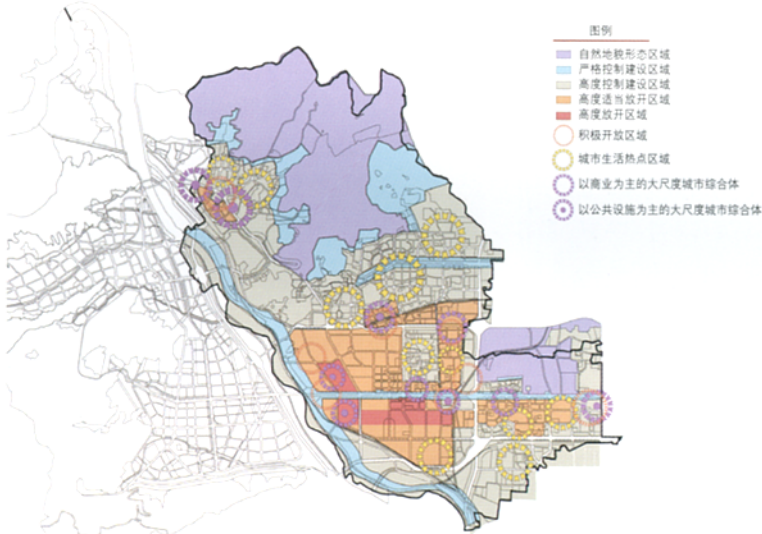 图例
自然地貌形态区域
严格控制建设区域
高度控制建设区域
高度适当放开区域
高度放开区域
积极开放区域
城市生活热点区域
以商业为主的大尺度城市综合体
以公共设施为主的大尺度城市综合体